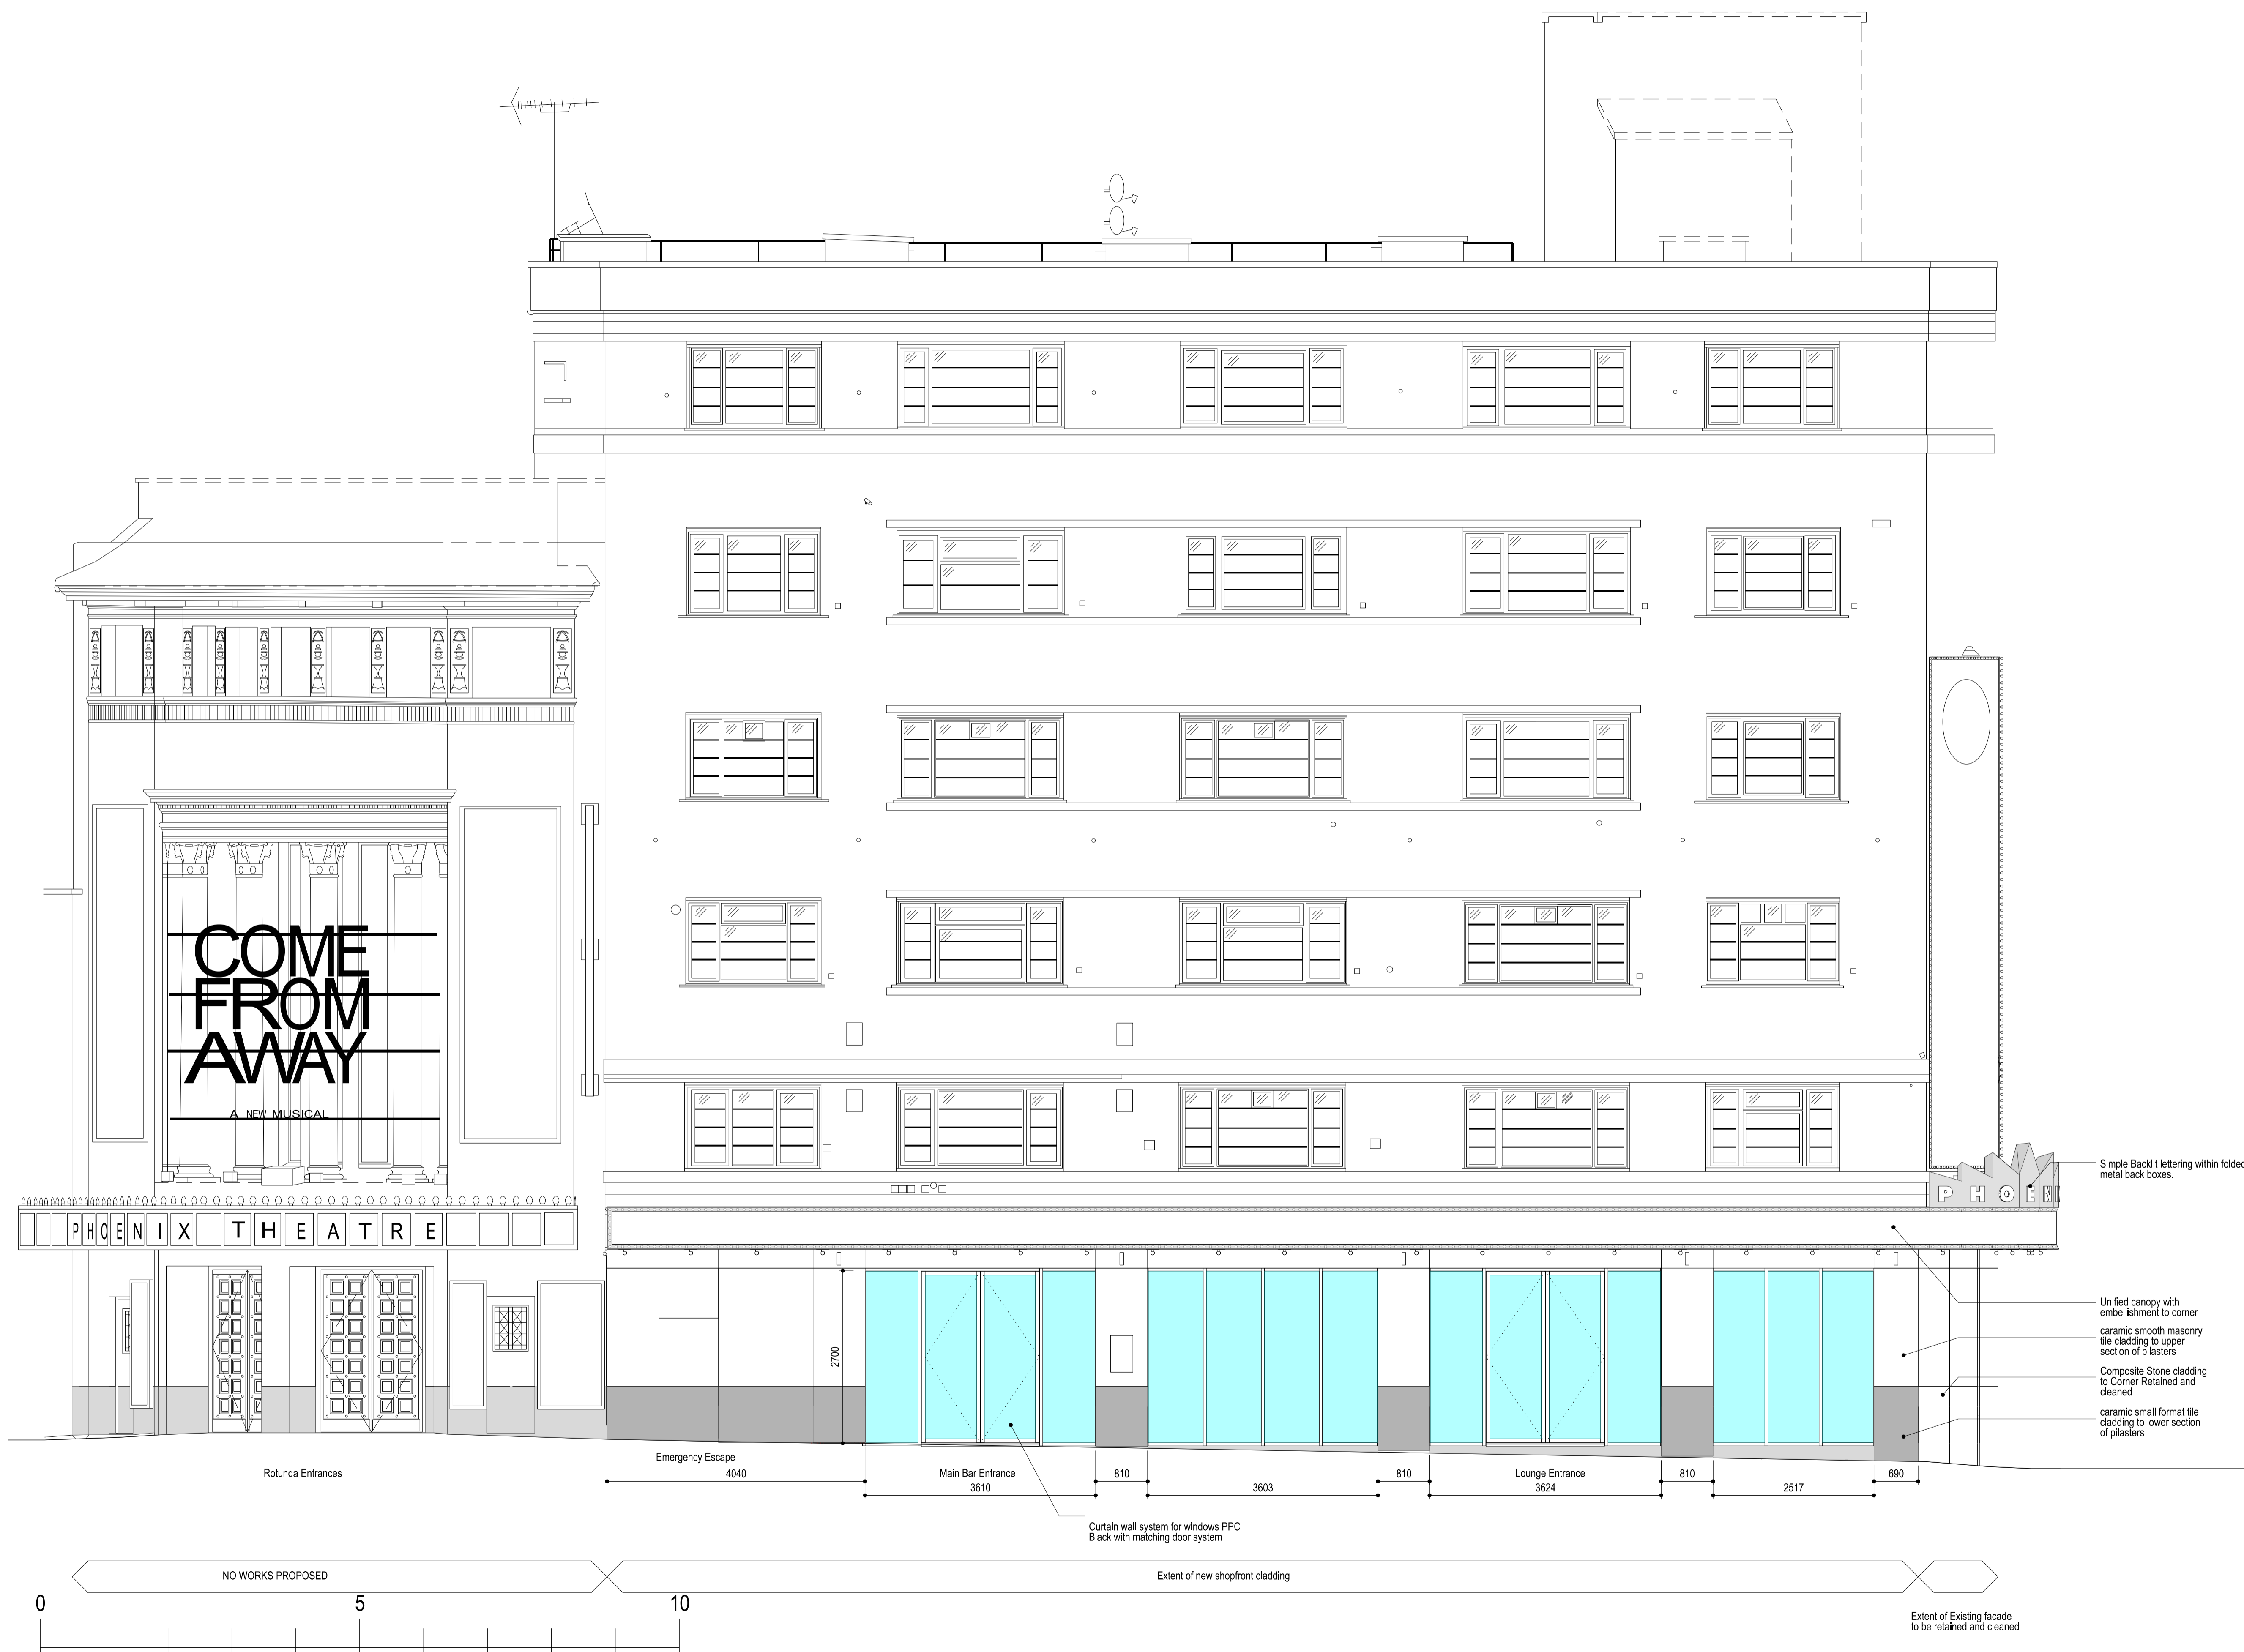 COME
FROM
AWAY
A NEW MUSICAL
PHOENIX THEATRE
PHOENI
Simple Backlit lettering within folded
metal back boxes.
Unified canopy with
embellishment to corner
caramic smooth masonry
tile cladding to upper
section of pilasters
Composite Stone cladding
to Corner Retained and
cleaned
caramic small format tile
cladding to lower section
of pilasters
2700
Rotunda Entrances
Emergency Escape
4040
Main Bar Entrance
3610
810
3603
810
Lounge Entrance
3624
810
2517
690
Curtain wall system for windows PPC
Black with matching door system
NO WORKS PROPOSED
Extent of new shopfront cladding
Extent of Existing facade
to be retained and cleaned
0 5 10